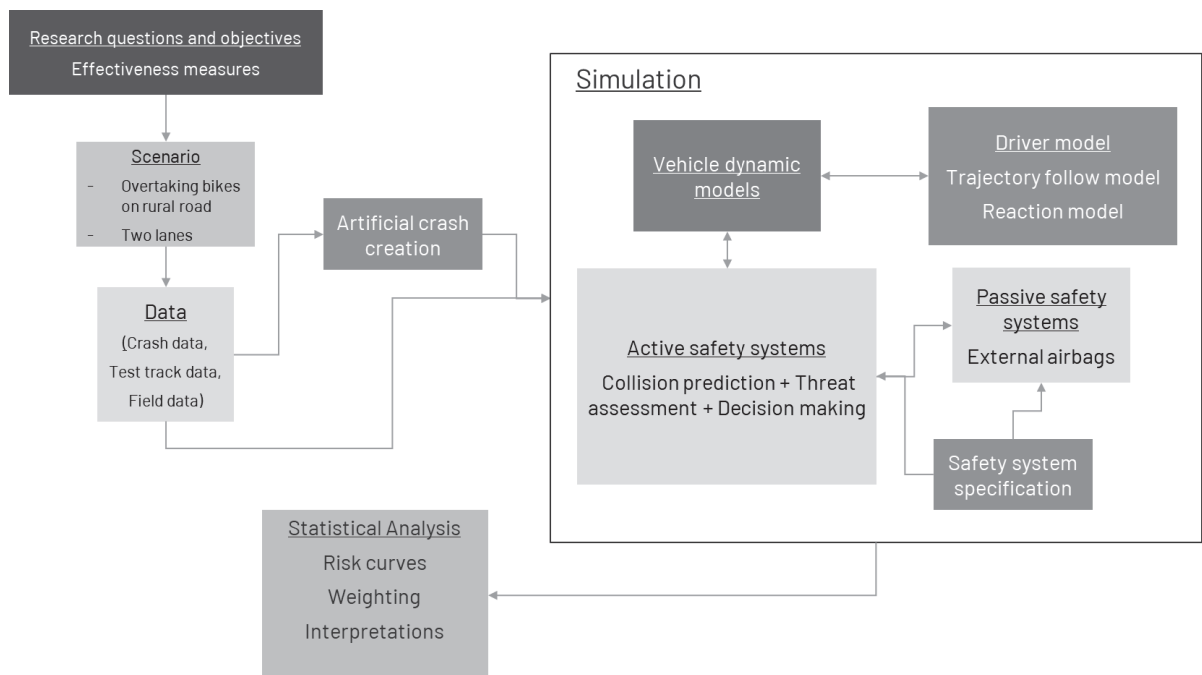 Research questions and objectives
Effectiveness measures
Scenario
- Overtaking bikes
on rural road
- Two lanes
Data
(Crash data,
Test track data,
Field data)
Artificial crash
creation
Simulation
Vehicle dynamic
models
Driver model
Trajectory follow model
Reaction model
Active safety systems
Collision prediction + Threat
assessment + Decision making
Passive safety
systems
External airbags
Safety system
specification
Statistical Analysis
Risk curves
Weighting
Interpretations